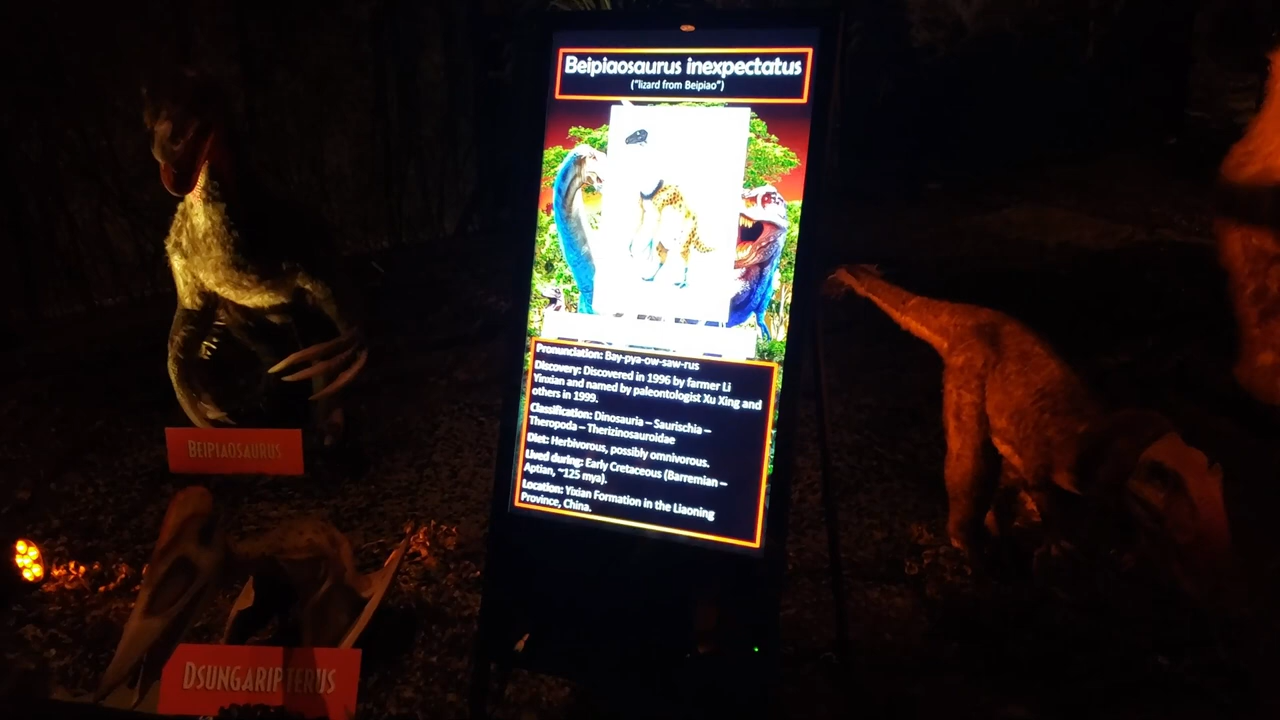 Beipiaosaurus inexpectatus
("lizard from Beipiao")
Pronunciation: Bay-pya-ow-saw-rus
Discovery: Discovered in 1996 by farmer Li
Yinxian and named by paleontologist Xu Xing and
others in 1999.
Classification: Dinosauria – Saurischia –
Theropoda – Therizinosauroidae
Diet: Herbivorous, possibly omnivorous.
Lived during: Early Cretaceous (Barremian –
Aptian, ~125 mya).
Location: Yixian Formation in the Liaoning
Province, China.
BEIPIAOSAURUS
DSUNGARIPTERUS